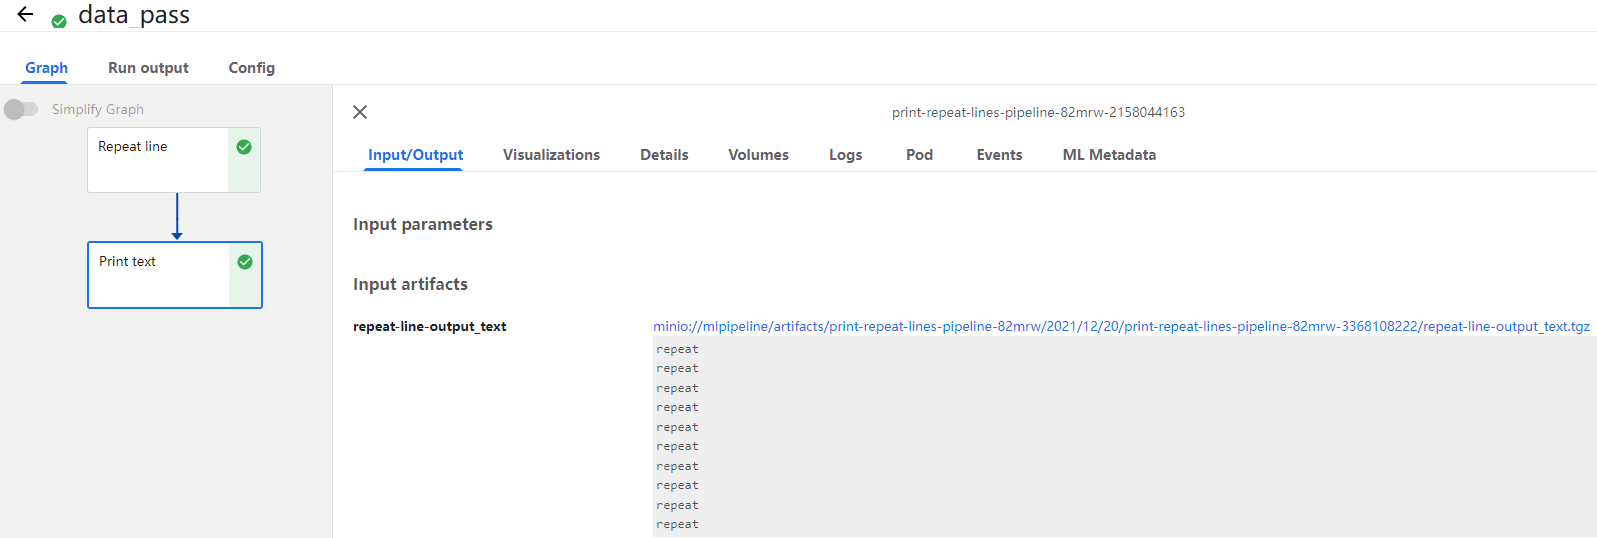 data_pass
Graph Run output Config
Simplify Graph
Repeat line
Print text
print-repeat-lines-pipeline-82mrw-2158044163
Input/Output Visualizations Details Volumes Logs Pod Events ML Metadata
Input parameters
Input artifacts
repeat-line-output_text minio://mlpipeline/artifacts/print-repeat-lines-pipeline-82mrw/2021/12/20/print-repeat-lines-pipeline-82mrw-3368108222/repeat-line-output_text.tgz
repeat
repeat
repeat
repeat
repeat
repeat
repeat
repeat
repeat
repeat